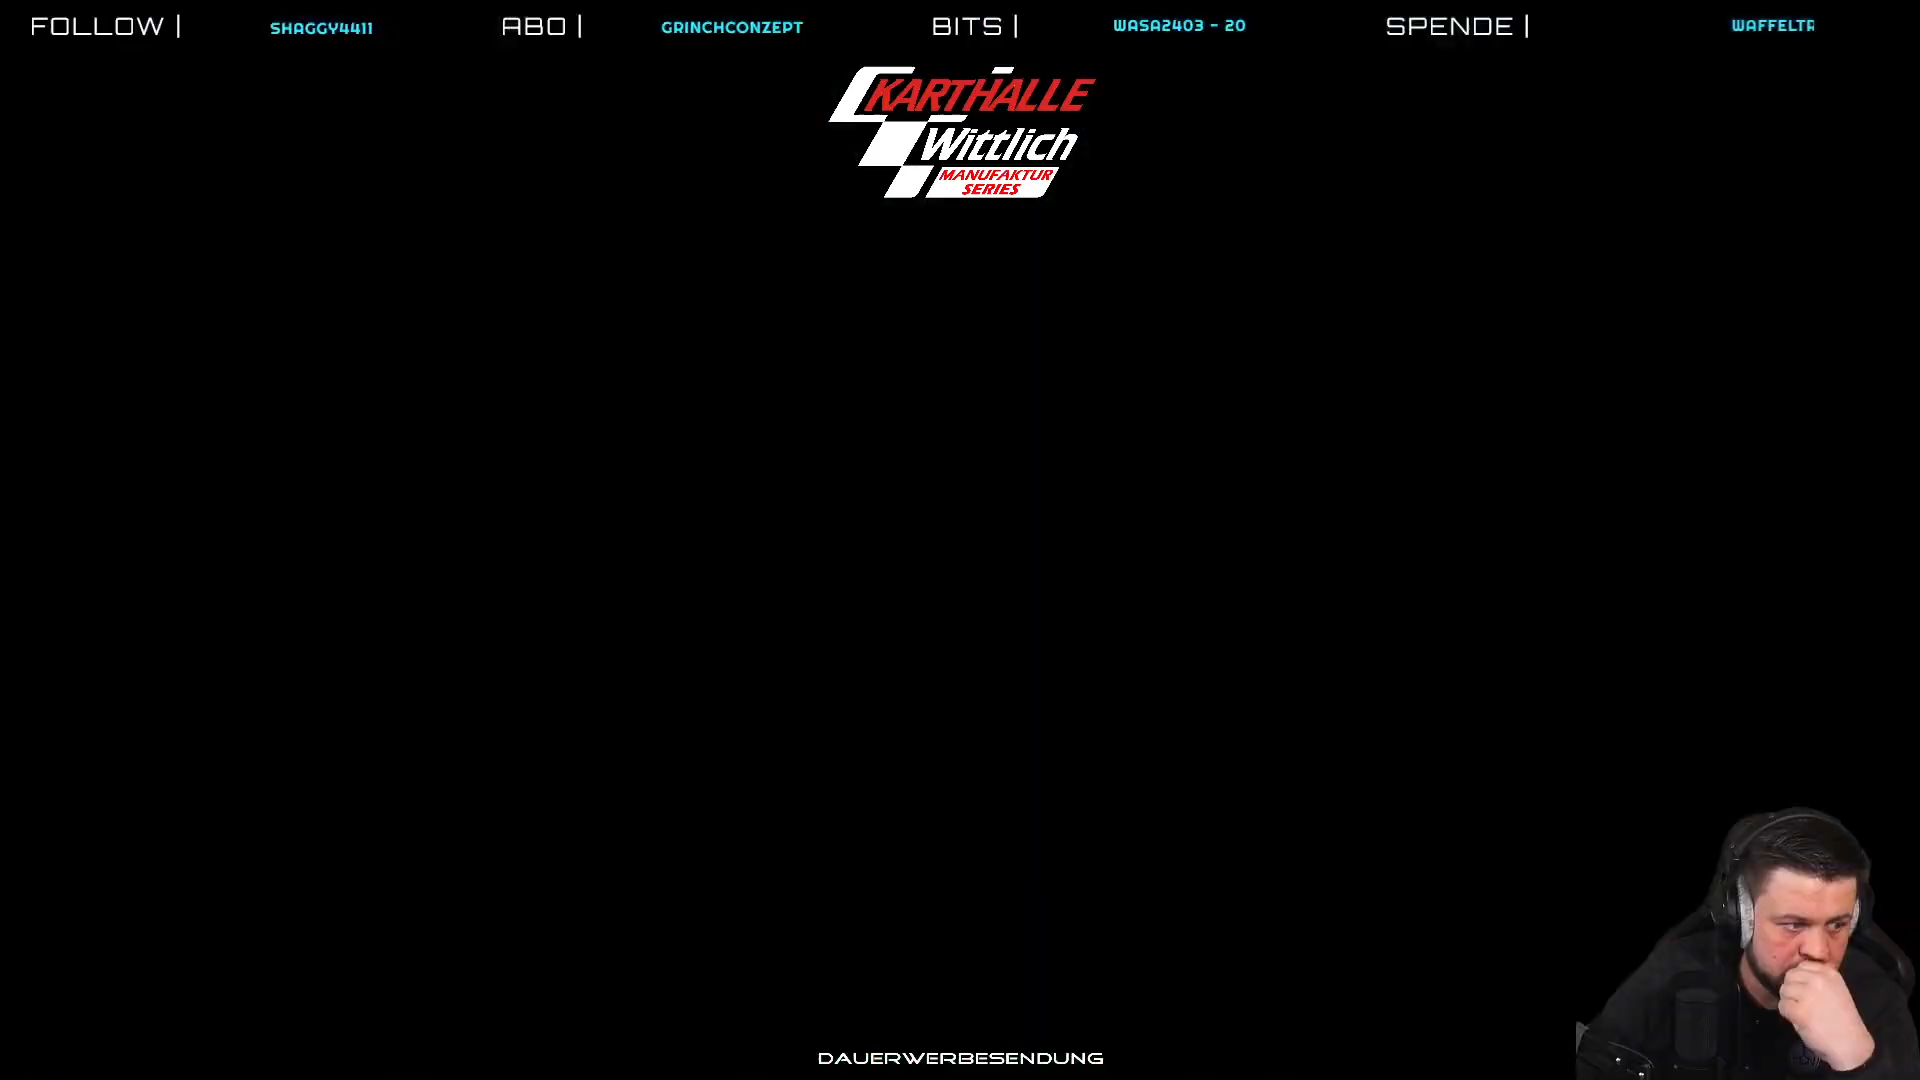 FOLLOW | SHAGGY4411 ABO | GRINCHCONZEPT BITS | WASA2403 - 20 SPENDE | WAFFELTR
KARTHALLE
Wittlich
MANUFAKTUR
SERIES
DAUERWERBESENDUNG